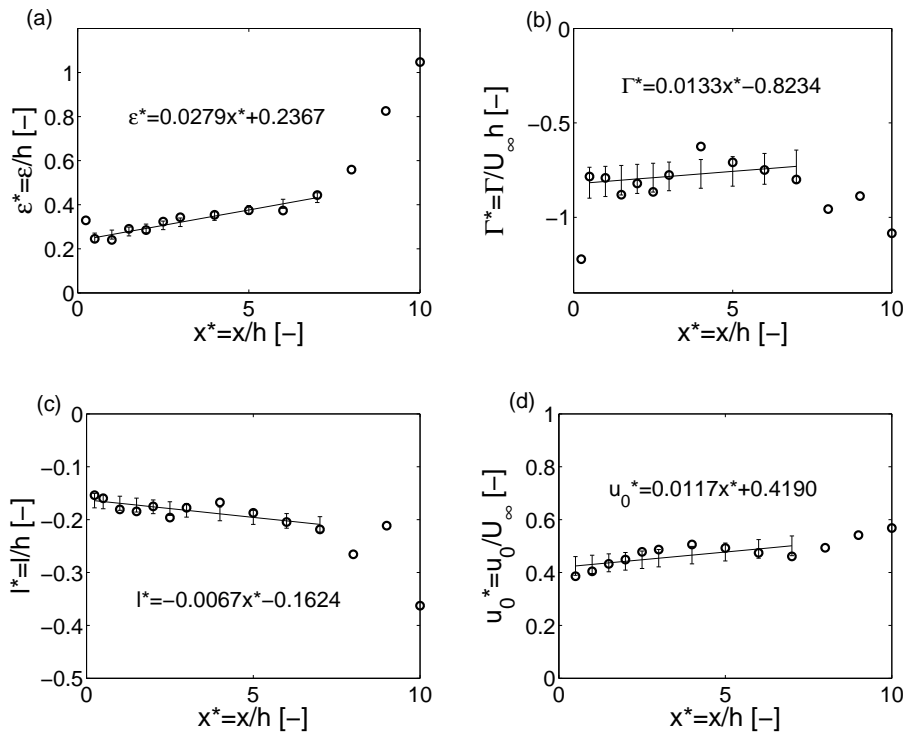 (a)
1
0.8
0.6
0.4
0.2
0
0
5
10
ε*=0.0279x*+0.2367
ε*=ε/h [−]
x*=x/h [−]
(b)
0
−0.5
−1
0
5
10
Γ*=0.0133x*−0.8234
Γ*=Γ/U∞h [−]
x*=x/h [−]
(c)
0
−0.1
−0.2
−0.3
−0.4
−0.5
0
5
10
l*=−0.0067x*−0.1624
l*=l/h [−]
x*=x/h [−]
(d)
1
0.8
0.6
0.4
0.2
0
0
5
10
u0*=0.0117x*+0.4190
u0*=u0/U∞ [−]
x*=x/h [−]